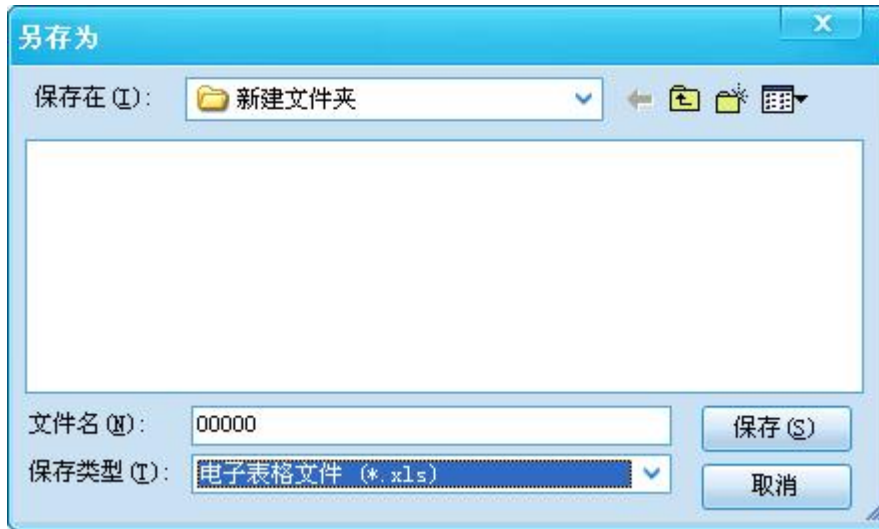 另存为
保存在(I):
新建文件夹
文件名(N):
00000
保存(S)
保存类型(T):
电子表格文件 (*.xls)
取消